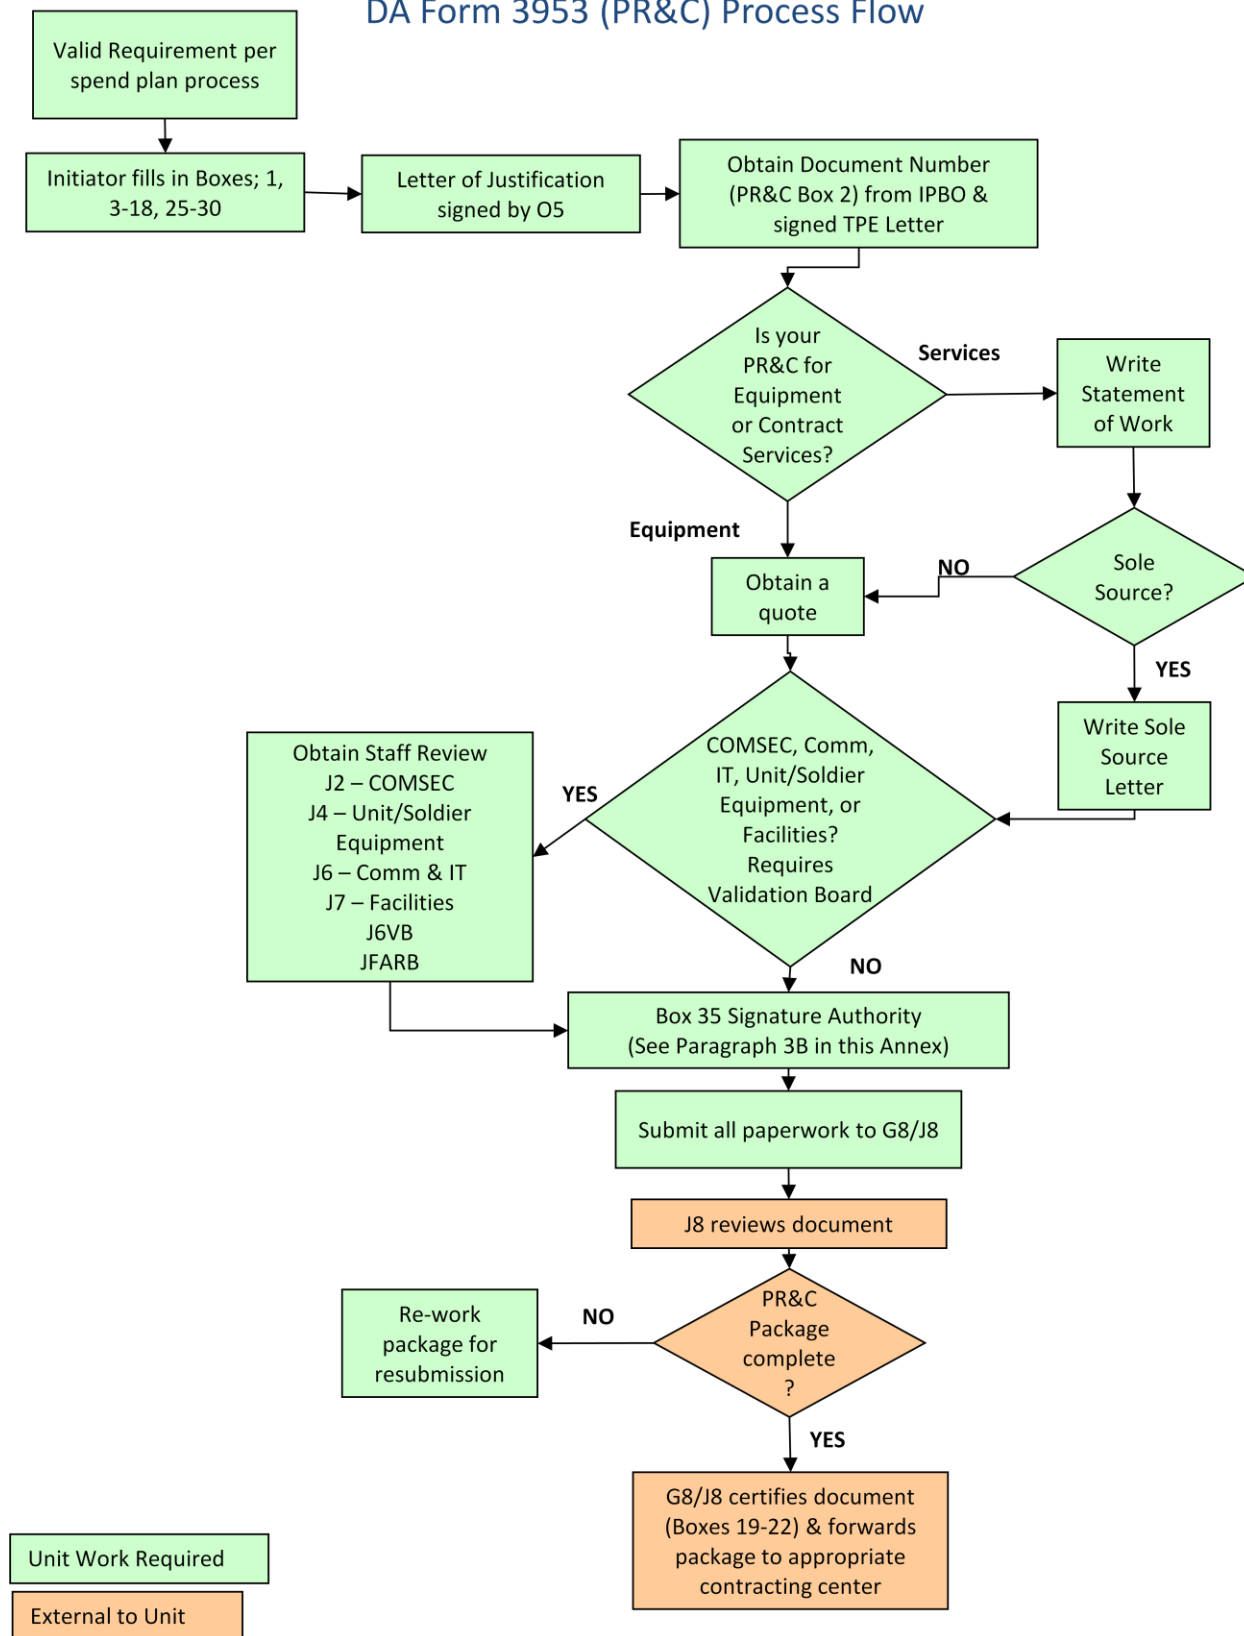 DA Form 3953 (PR&C) Process Flow
Valid Requirement per
spend plan process
Initiator fills in Boxes; 1,
3-18, 25-30
Letter of Justification
signed by O5
Obtain Document Number
(PR&C Box 2) from IPBO &
signed TPE Letter
Is your
PR&C for
Equipment
or Contract
Services?
Services
Write
Statement
of Work
Equipment
Obtain a
quote
NO
Sole
Source?
YES
Write Sole
Source
Letter
COMSEC, Comm,
IT, Unit/Soldier
Equipment, or
Facilities?
Requires
Validation Board
YES
Obtain Staff Review
J2 – COMSEC
J4 – Unit/Soldier
Equipment
J6 – Comm & IT
J7 – Facilities
J6VB
JFARB
NO
Box 35 Signature Authority
(See Paragraph 3B in this Annex)
Submit all paperwork to G8/J8
J8 reviews document
PR&C
Package
complete
?
NO
Re-work
package for
resubmission
YES
G8/J8 certifies document
(Boxes 19-22) & forwards
package to appropriate
contracting center
Unit Work Required
External to Unit